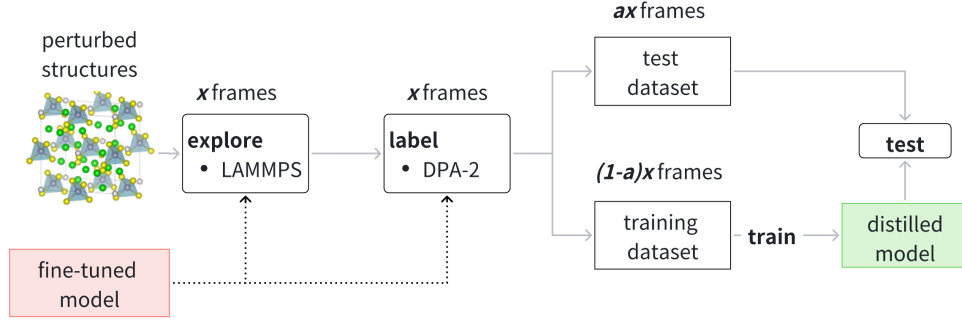 perturbed
structures
x frames
explore
• LAMMPS
x frames
label
• DPA-2
ax frames
test
dataset
(1-a)x frames
training
dataset
train
test
distilled
model
fine-tuned
model